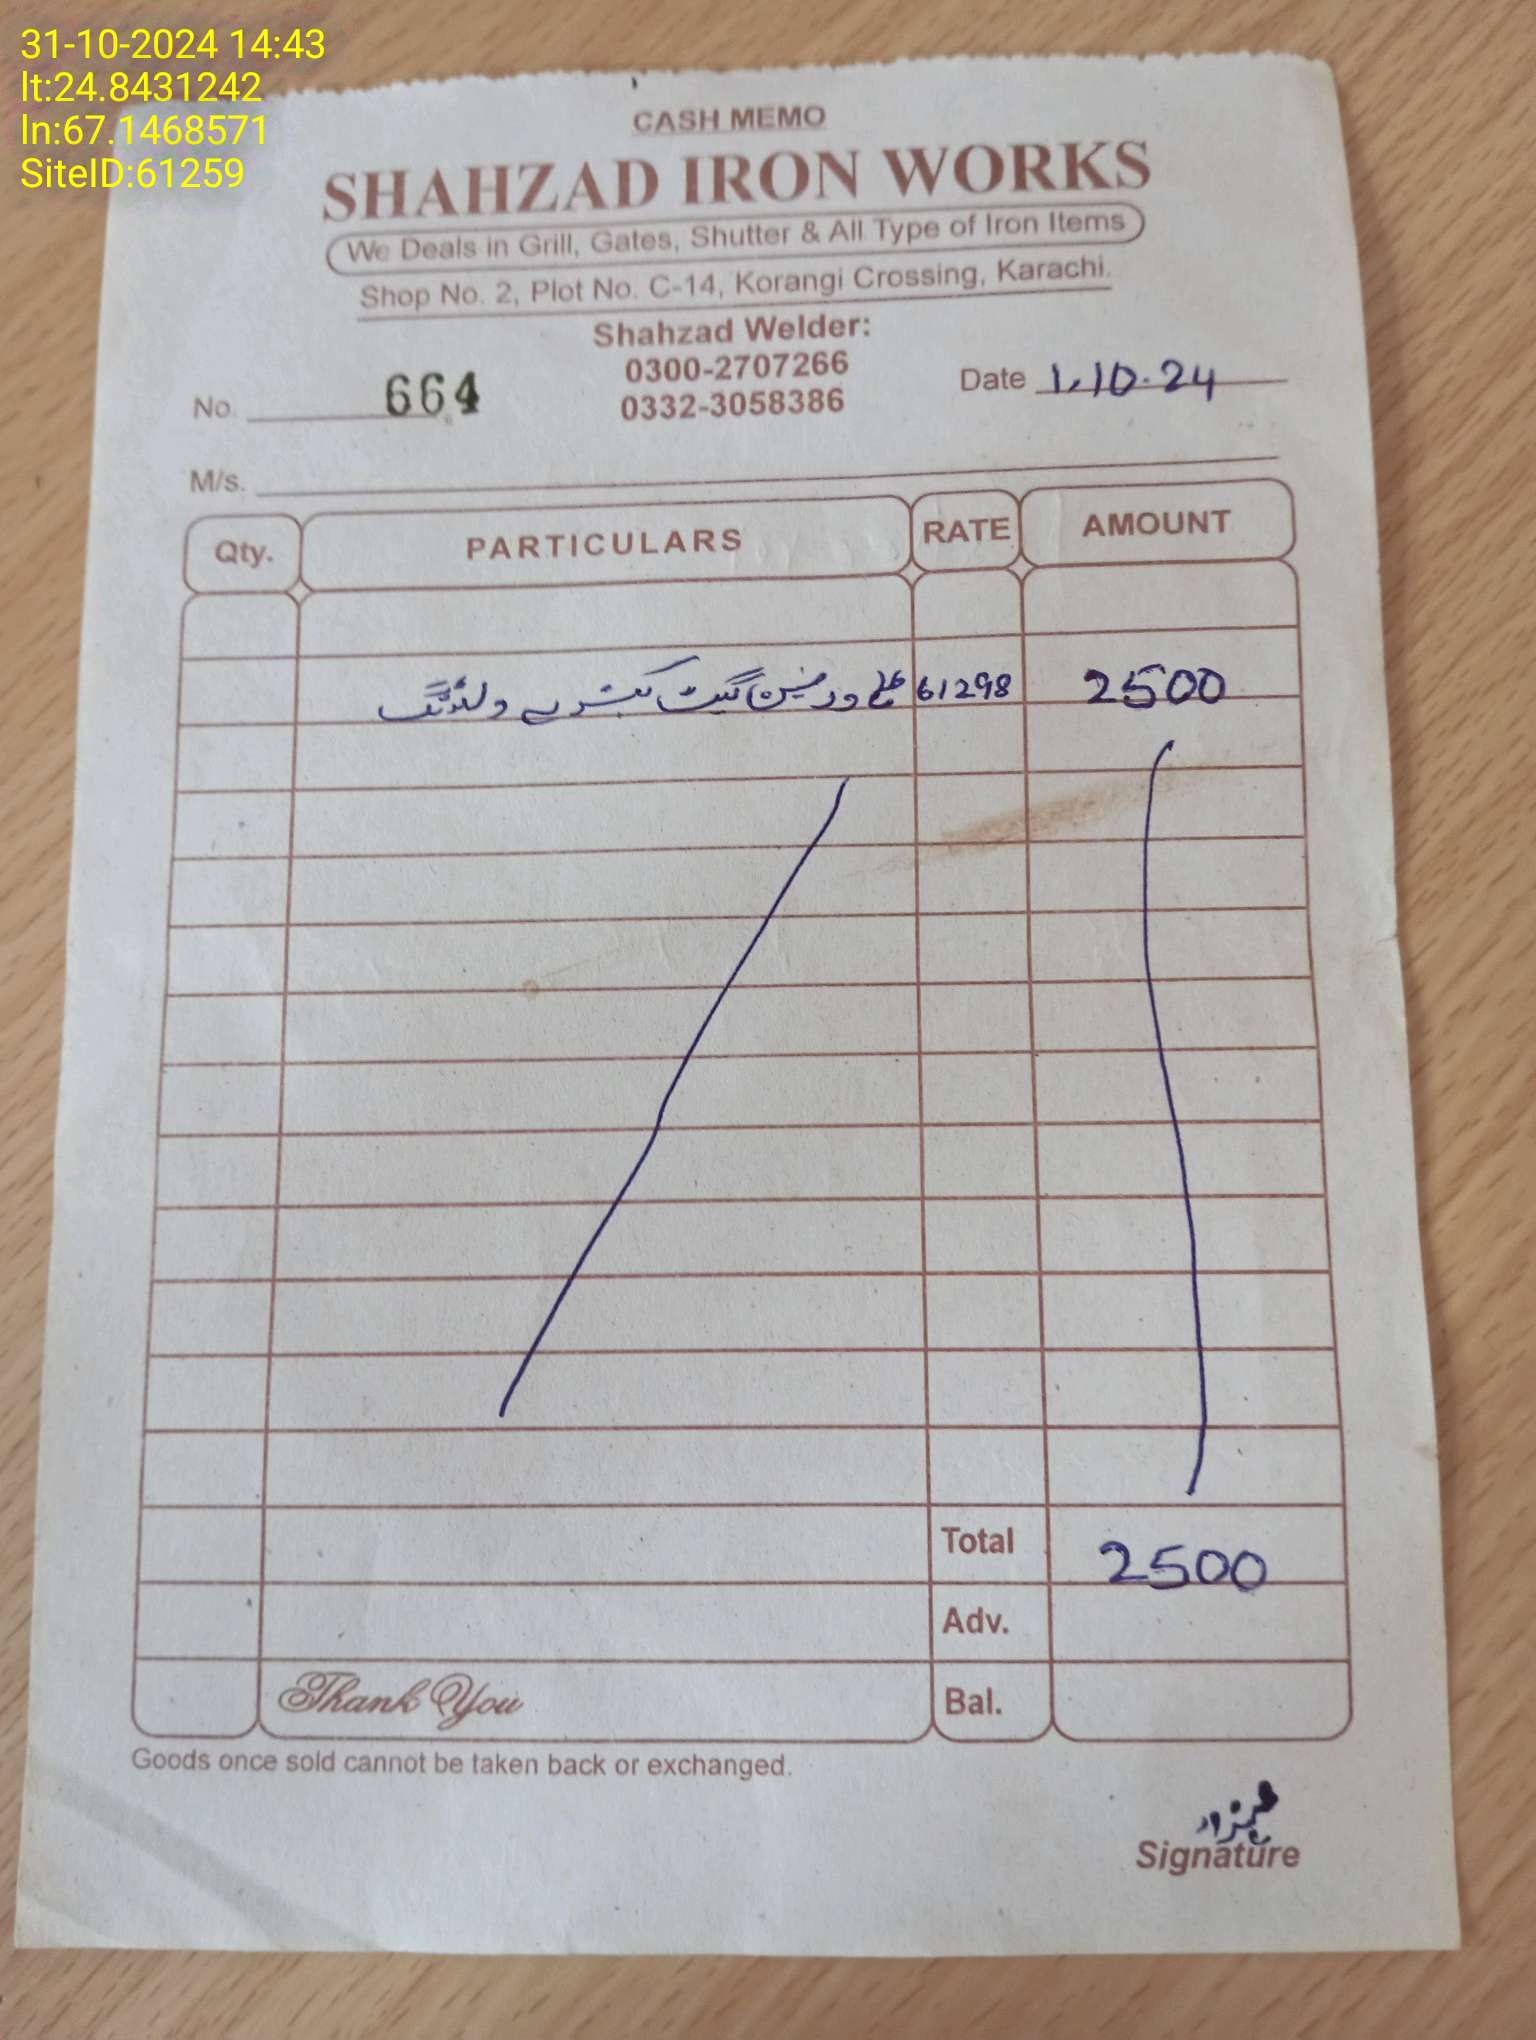 31-10-2024 14:43
lt:24.8431242
ln:67.1468571
SiteID:61259
CASH MEMO
SHAHZAD IRON WORKS
We Deals in Grill, Gates, Shutter & All Type of Iron Items
Shop No. 2, Plot No. C-14, Korangi Crossing, Karachi.
Shahzad Welder:
0300-2707266
0332-3058386
No. 664
Date 1.10.24
M/s.
Qty. PARTICULARS RATE AMOUNT
61298 گیٹ ولڈنگ 2500
Total 2500
Adv.
Thank You Bal.
Goods once sold cannot be taken back or exchanged.
شہزاد
Signature